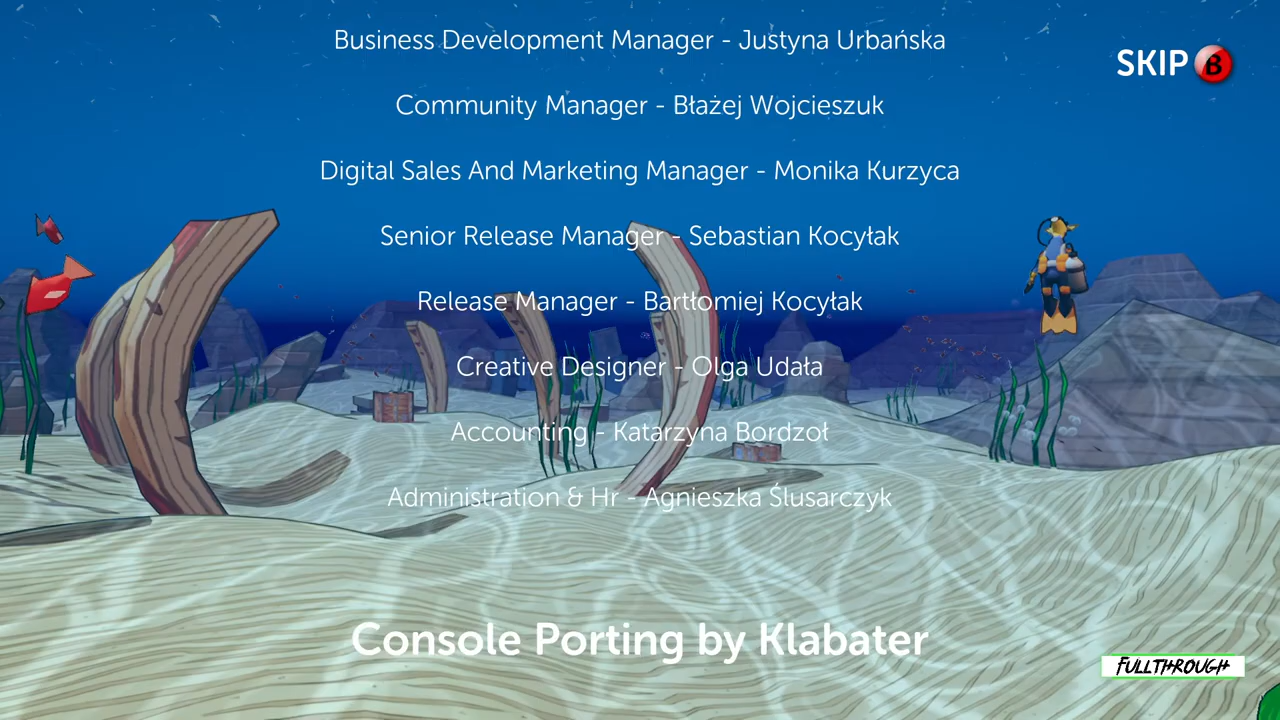 Business Development Manager - Justyna Urbańska
SKIP B
Community Manager - Błażej Wojcieszuk
Digital Sales And Marketing Manager - Monika Kurzyca
Senior Release Manager - Sebastian Kocyłak
Release Manager - Bartłomiej Kocyłak
Creative Designer - Olga Udała
Accounting - Katarzyna Bordzoł
Administration & Hr - Agnieszka Ślusarczyk
Console Porting by Klabater
FULLTHROUGH